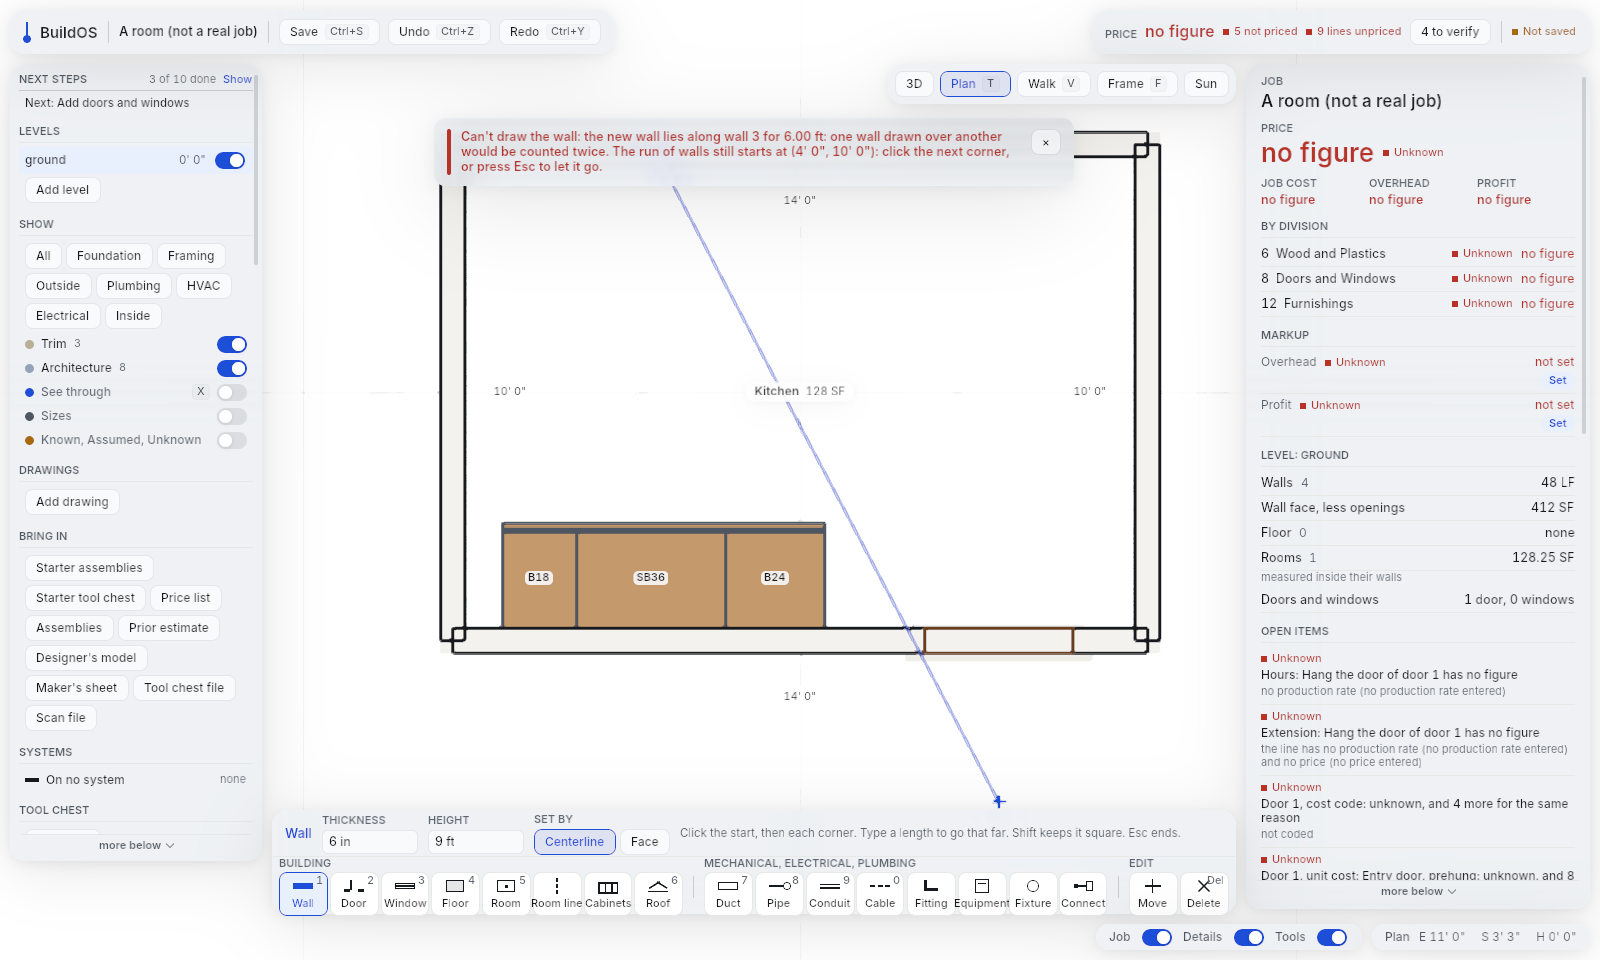 BuildOS
A room (not a real job)
Save Ctrl+S
Undo Ctrl+Z
Redo Ctrl+Y
PRICE no figure 5 not priced 9 lines unpriced 4 to verify Not saved
NEXT STEPS 3 of 10 done Show
Next: Add doors and windows
LEVELS
ground 0' 0"
Add level
SHOW
All Foundation Framing
Outside Plumbing HVAC
Electrical Inside
Trim 3
Architecture 8
See through X
Sizes
Known, Assumed, Unknown
DRAWINGS
Add drawing
BRING IN
Starter assemblies
Starter tool chest Price list
Assemblies Prior estimate
Designer's model
Maker's sheet Tool chest file
Scan file
SYSTEMS
On no system none
TOOL CHEST
more below
3D Plan T Walk V Frame F Sun
Can't draw the wall: the new wall lies along wall 3 for 6.00 ft: one wall drawn over another
would be counted twice. The run of walls still starts at (4' 0", 10' 0"): click the next corner,
or press Esc to let it go.
×
14' 0"
10' 0"
Kitchen 128 SF
10' 0"
B18 SB36 B24
14' 0"
Wall
THICKNESS
6 in
HEIGHT
9 ft
SET BY
Centerline Face
Click the start, then each corner. Type a length to go that far. Shift keeps it square. Esc ends.
BUILDING
Wall 1
Door 2
Window 3
Floor 4
Room 5
Room line
Cabinets
Roof 6
MECHANICAL, ELECTRICAL, PLUMBING
Duct 7
Pipe 8
Conduit 9
Cable 0
Fitting
Equipment
Fixture
Connect
EDIT
Move
Delete Del
JOB
A room (not a real job)
PRICE
no figure Unknown
JOB COST OVERHEAD PROFIT
no figure no figure no figure
BY DIVISION
6 Wood and Plastics Unknown no figure
8 Doors and Windows Unknown no figure
12 Furnishings Unknown no figure
MARKUP
Overhead Unknown not set
Set
Profit Unknown not set
Set
LEVEL: GROUND
Walls 4 48 LF
Wall face, less openings 412 SF
Floor 0 none
Rooms 1 128.25 SF
measured inside their walls
Doors and windows 1 door, 0 windows
OPEN ITEMS
Unknown
Hours: Hang the door of door 1 has no figure
no production rate (no production rate entered)
Unknown
Extension: Hang the door of door 1 has no figure
the line has no production rate (no production rate entered)
and no price (no price entered)
Unknown
Door 1, cost code: unknown, and 4 more for the same
reason
not coded
Unknown
Door 1, unit cost: Entry door, prehung: unknown, and 8
more below
Job Details Tools
Plan E 11' 0" S 3' 3" H 0' 0"